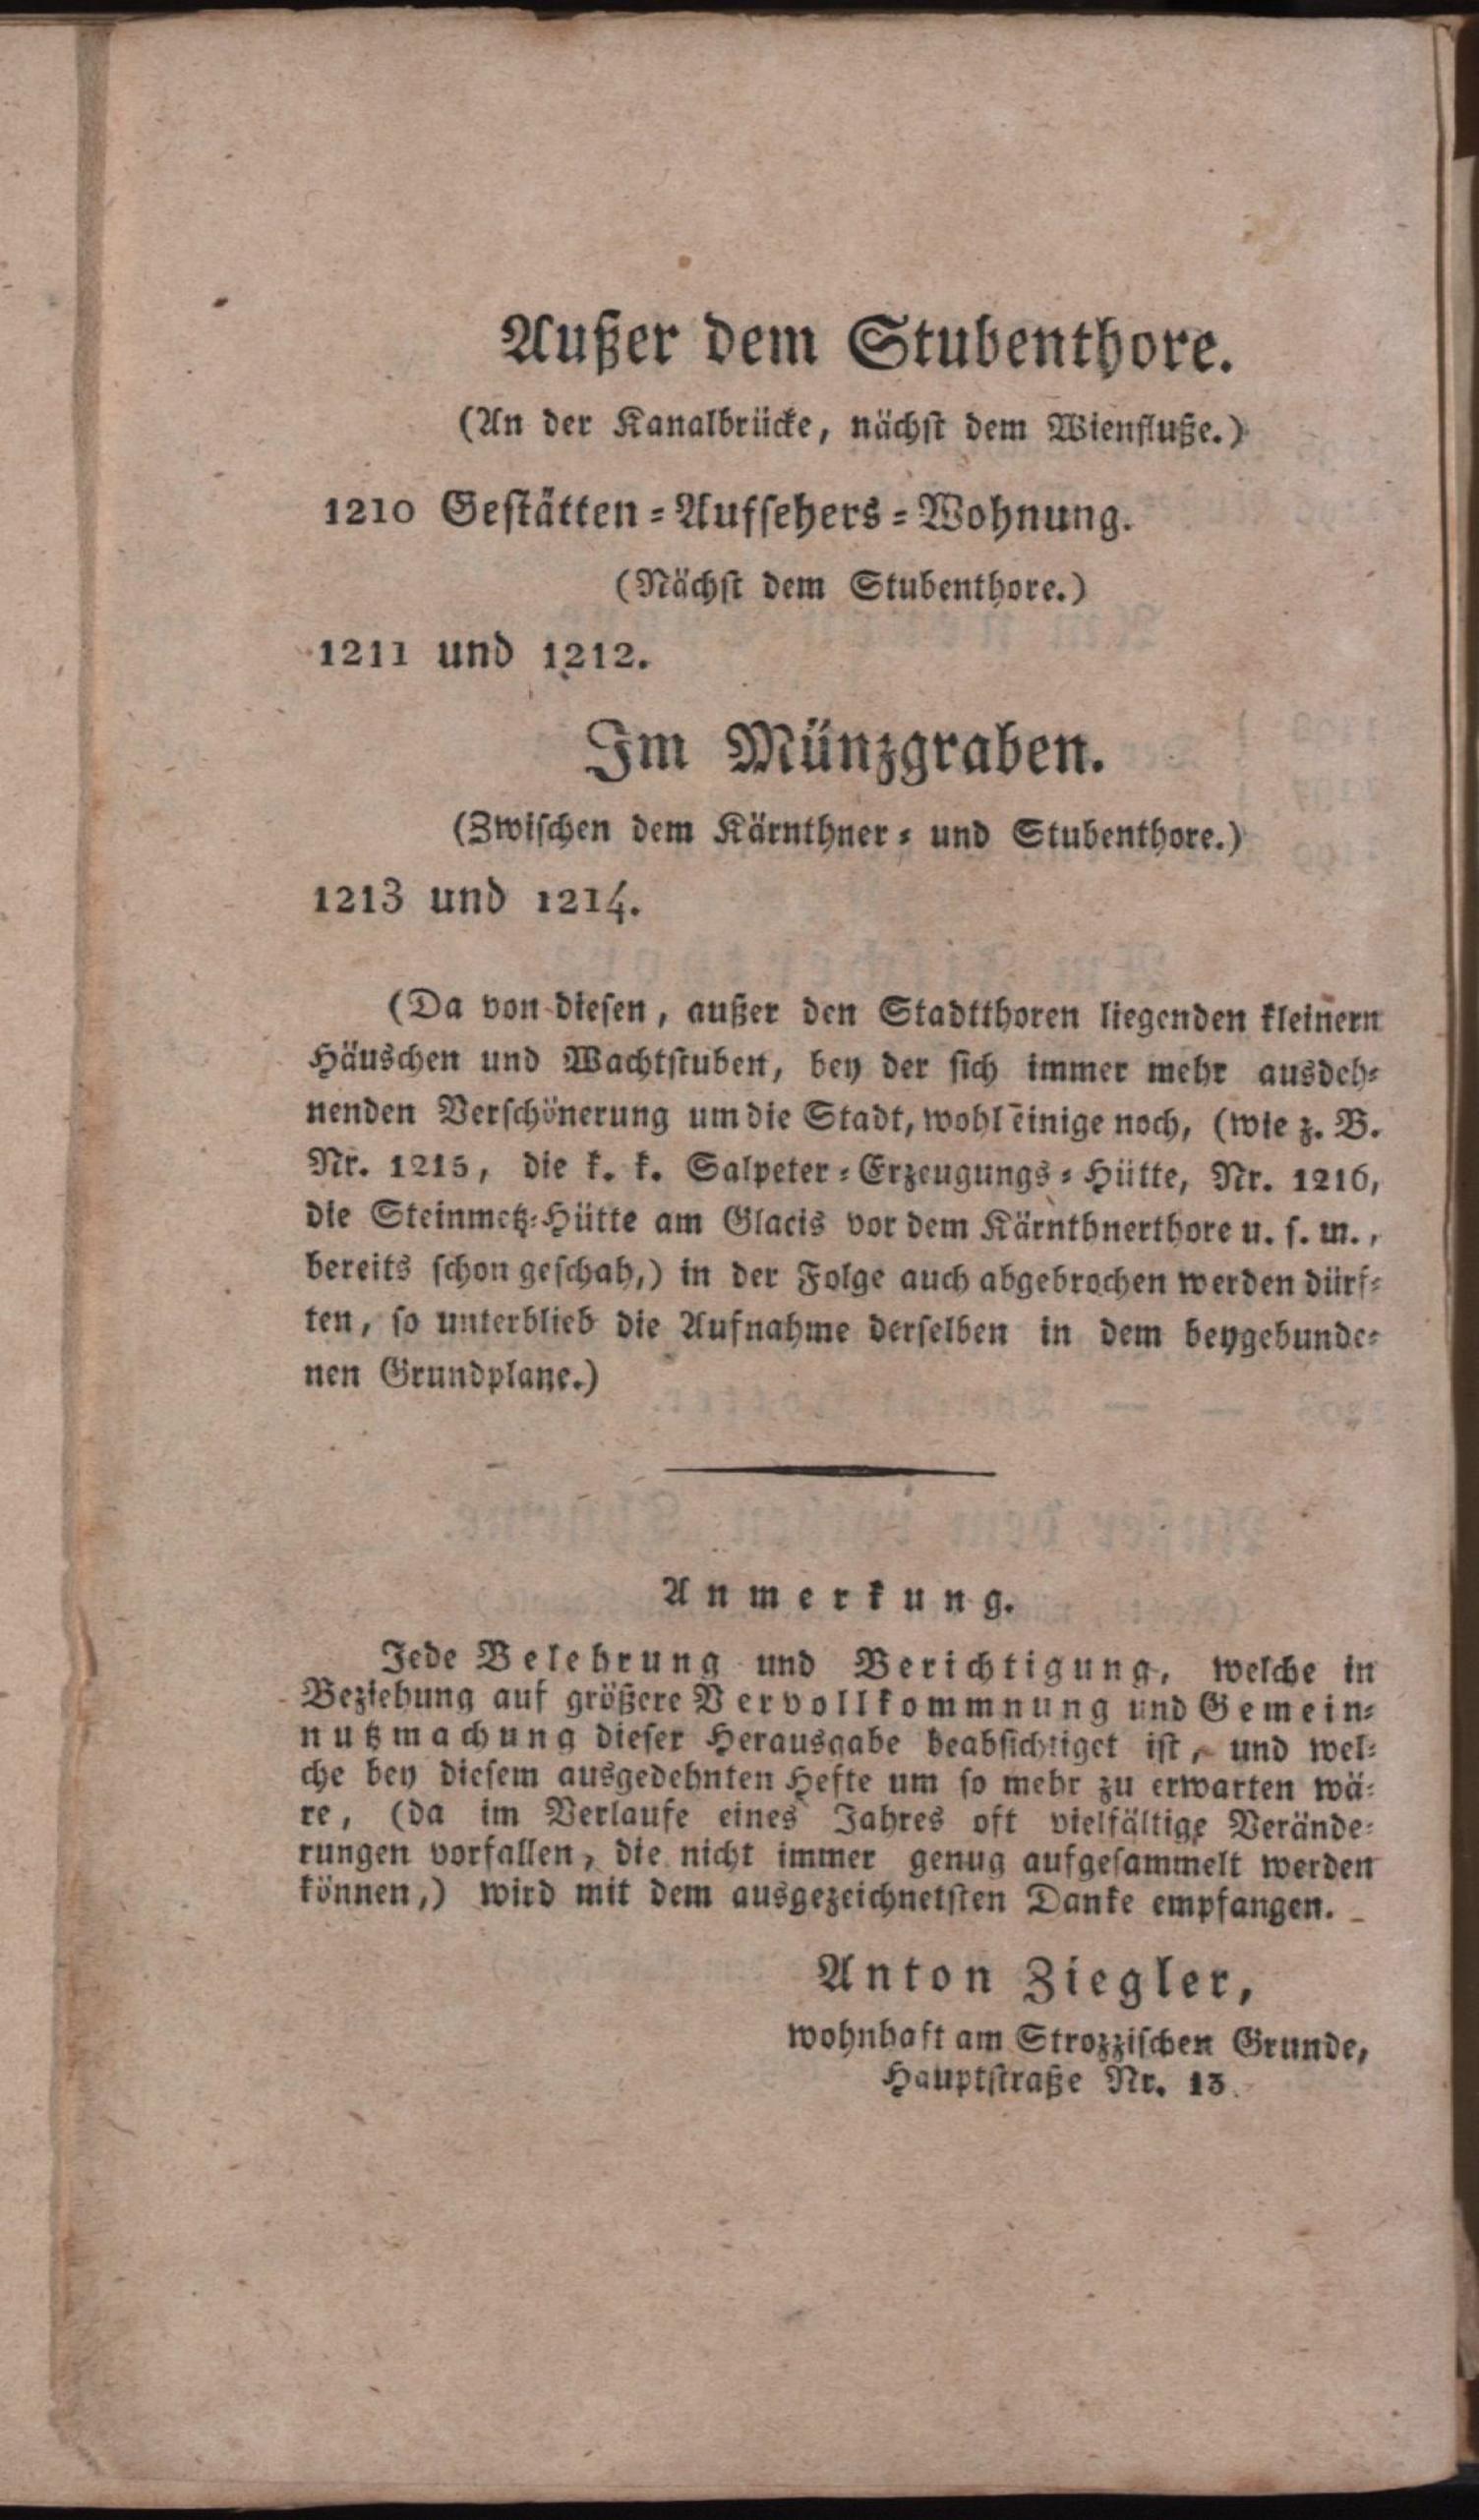 Außer dem Stubenthore.
(An der Kanalbrücke, nächst dem Wienfluße.)
1210 Gestätten-Aufsehers-Wohnung.
(Nächst dem Stubenthore.)
1211 und 1212.
Im Münzgraben.
(Zwischen dem Kärnthner- und Stubenthore.)
1213 und 1214.
(Da von diesen, außer den Stadtthoren liegenden kleinern
Häuschen und Wachtstuben, bey der sich immer mehr ausdeh-
nenden Verschönerung um die Stadt, wohl einige noch, (wie z. B.
Nr. 1215, die k. k. Salpeter-Erzeugungs-Hütte, Nr. 1216,
die Steinmetz-Hütte am Glacis vor dem Kärnthnerthore u. s. m.,
bereits schon geschah,) in der Folge auch abgebrochen werden dürf-
ten, so unterblieb die Aufnahme derselben in dem beygebunde-
nen Grundplane.)
Anmerkung.
Jede Belehrung und Berichtigung, welche in
Beziehung auf größere Vervollkommnung und Gemein-
nutzmachung dieser Herausgabe beabsichtiget ist, und wel-
che bey diesem ausgedehnten Hefte um so mehr zu erwarten wä-
re, (da im Verlaufe eines Jahres oft vielfältige Verände-
rungen vorfallen, die nicht immer genug aufgesammelt werden
können,) wird mit dem ausgezeichnetsten Danke empfangen.
Anton Ziegler,
wohnhaft am Strozzischen Grunde,
Hauptstraße Nr. 13.